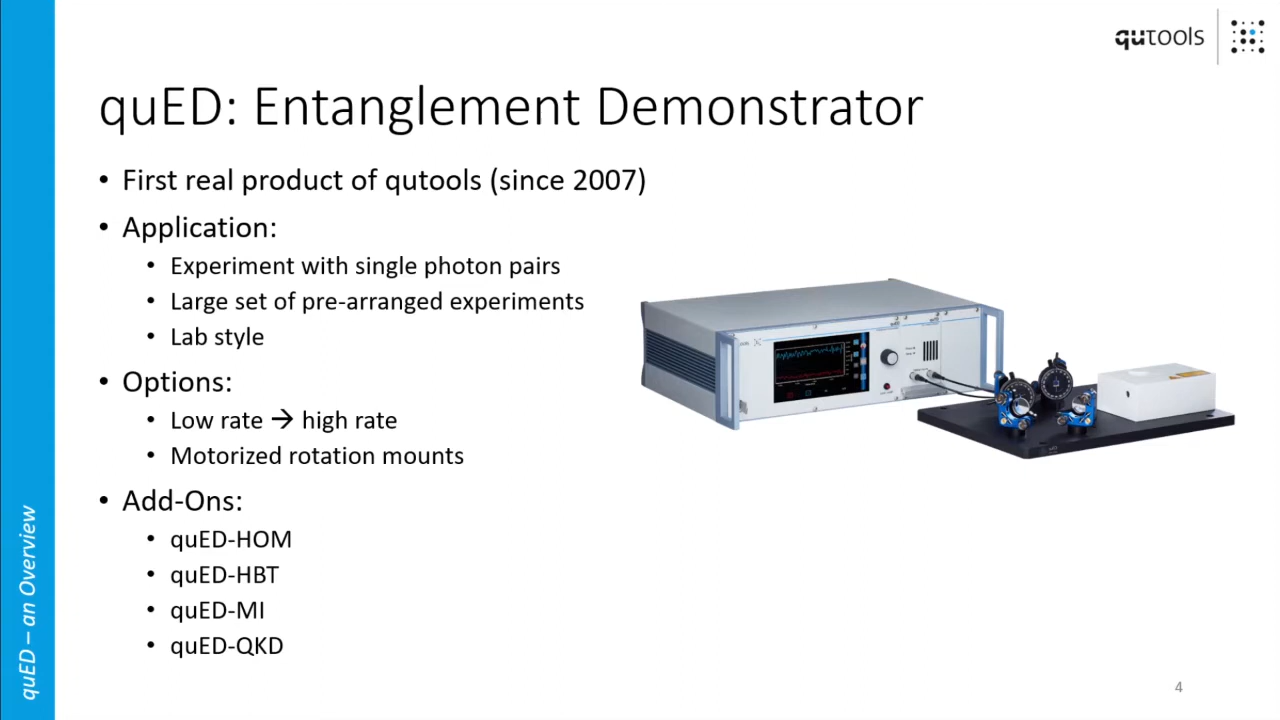 qutools
quED: Entanglement Demonstrator
• First real product of qutools (since 2007)
• Application:
• Experiment with single photon pairs
• Large set of pre-arranged experiments
• Lab style
• Options:
• Low rate → high rate
• Motorized rotation mounts
• Add-Ons:
• quED-HOM
• quED-HBT
• quED-MI
• quED-QKD
quED – an Overview
4